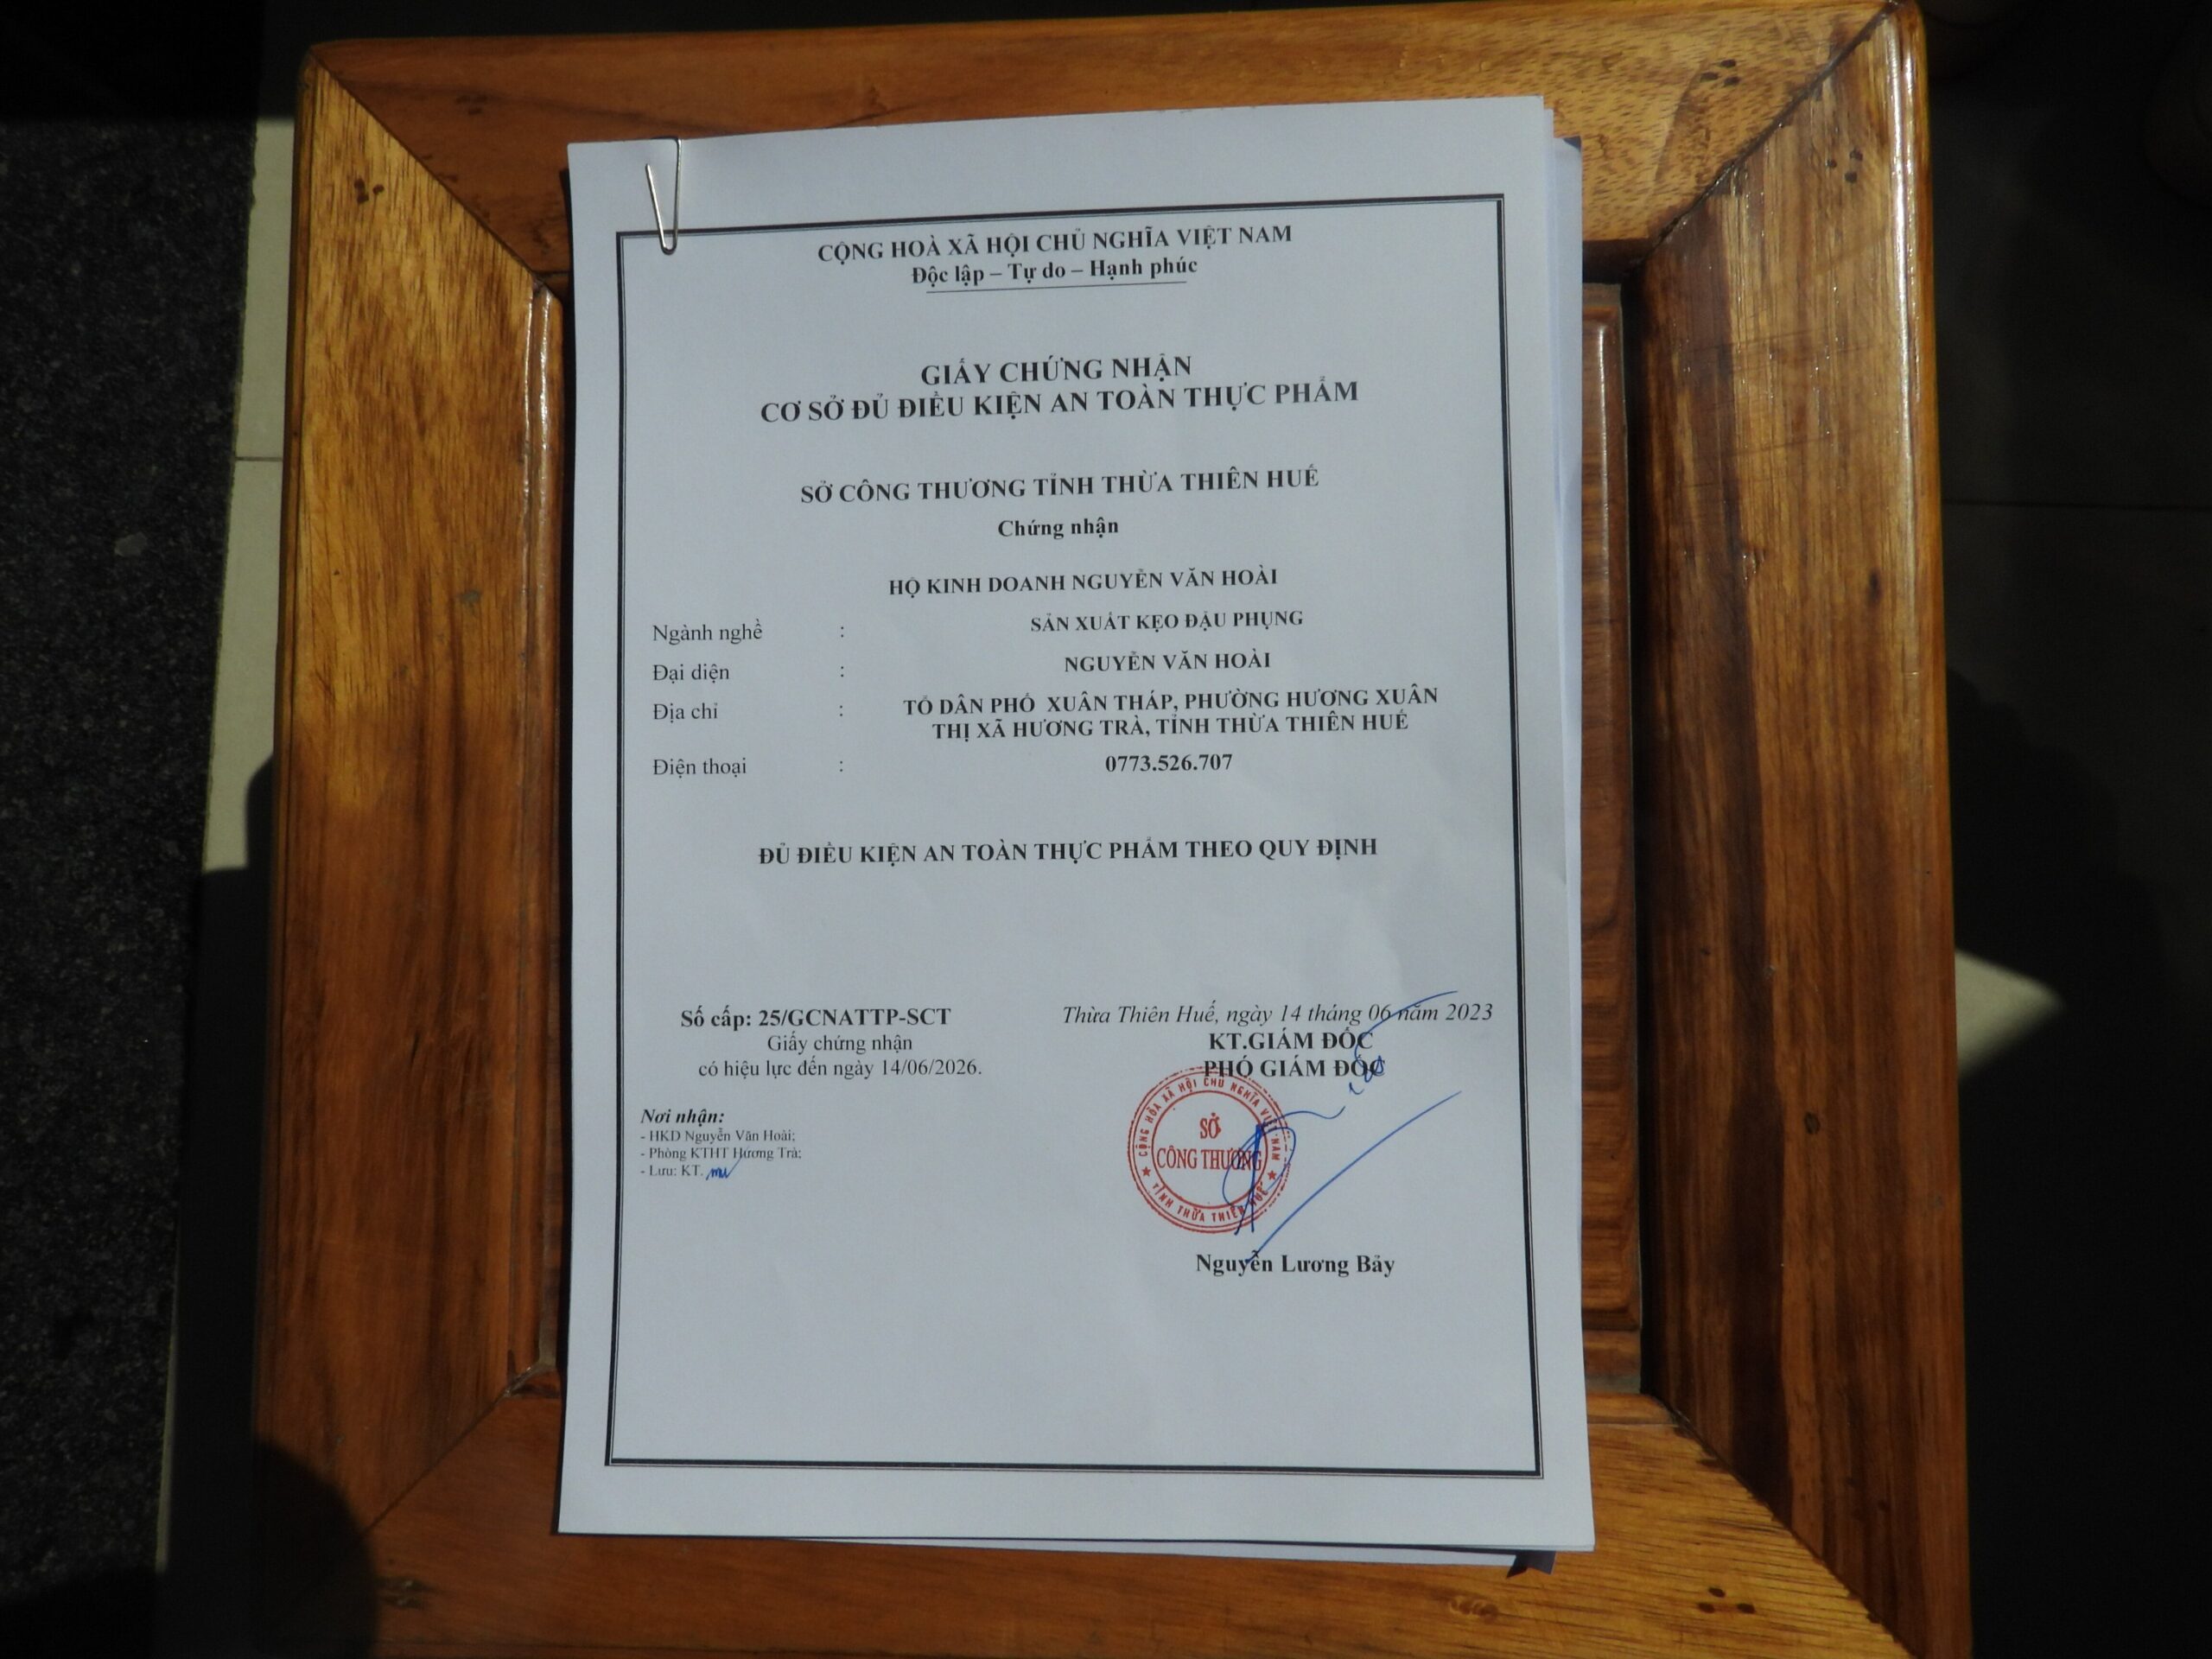 CỘNG HOÀ XÃ HỘI CHỦ NGHĨA VIỆT NAM
Độc lập – Tự do – Hạnh phúc
GIẤY CHỨNG NHẬN
CƠ SỞ ĐỦ ĐIỀU KIỆN AN TOÀN THỰC PHẨM
SỞ CÔNG THƯƠNG TỈNH THỪA THIÊN HUẾ
Chứng nhận
HỘ KINH DOANH NGUYỄN VĂN HOÀI
Ngành nghề : SẢN XUẤT KẸO ĐẬU PHỤNG
Đại diện : NGUYỄN VĂN HOÀI
Địa chỉ : TỔ DÂN PHỐ XUÂN THÁP, PHƯỜNG HƯƠNG XUÂN
THỊ XÃ HƯƠNG TRÀ, TỈNH THỪA THIÊN HUẾ
Điện thoại : 0773.526.707
ĐỦ ĐIỀU KIỆN AN TOÀN THỰC PHẨM THEO QUY ĐỊNH
Số cấp: 25/GCNATTP-SCT
Giấy chứng nhận
có hiệu lực đến ngày 14/06/2026.
Nơi nhận:
- HKD Nguyễn Văn Hoài;
- Phòng KTHT Hương Trà;
- Lưu: KT.
Thừa Thiên Huế, ngày 14 tháng 06 năm 2023
KT.GIÁM ĐỐC
PHÓ GIÁM ĐỐC
CỘNG HÒA XÃ HỘI CHỦ NGHĨA VIỆT NAM
SỞ
CÔNG THƯƠNG
TỈNH THỪA THIÊN HUẾ
Nguyễn Lương Bảy